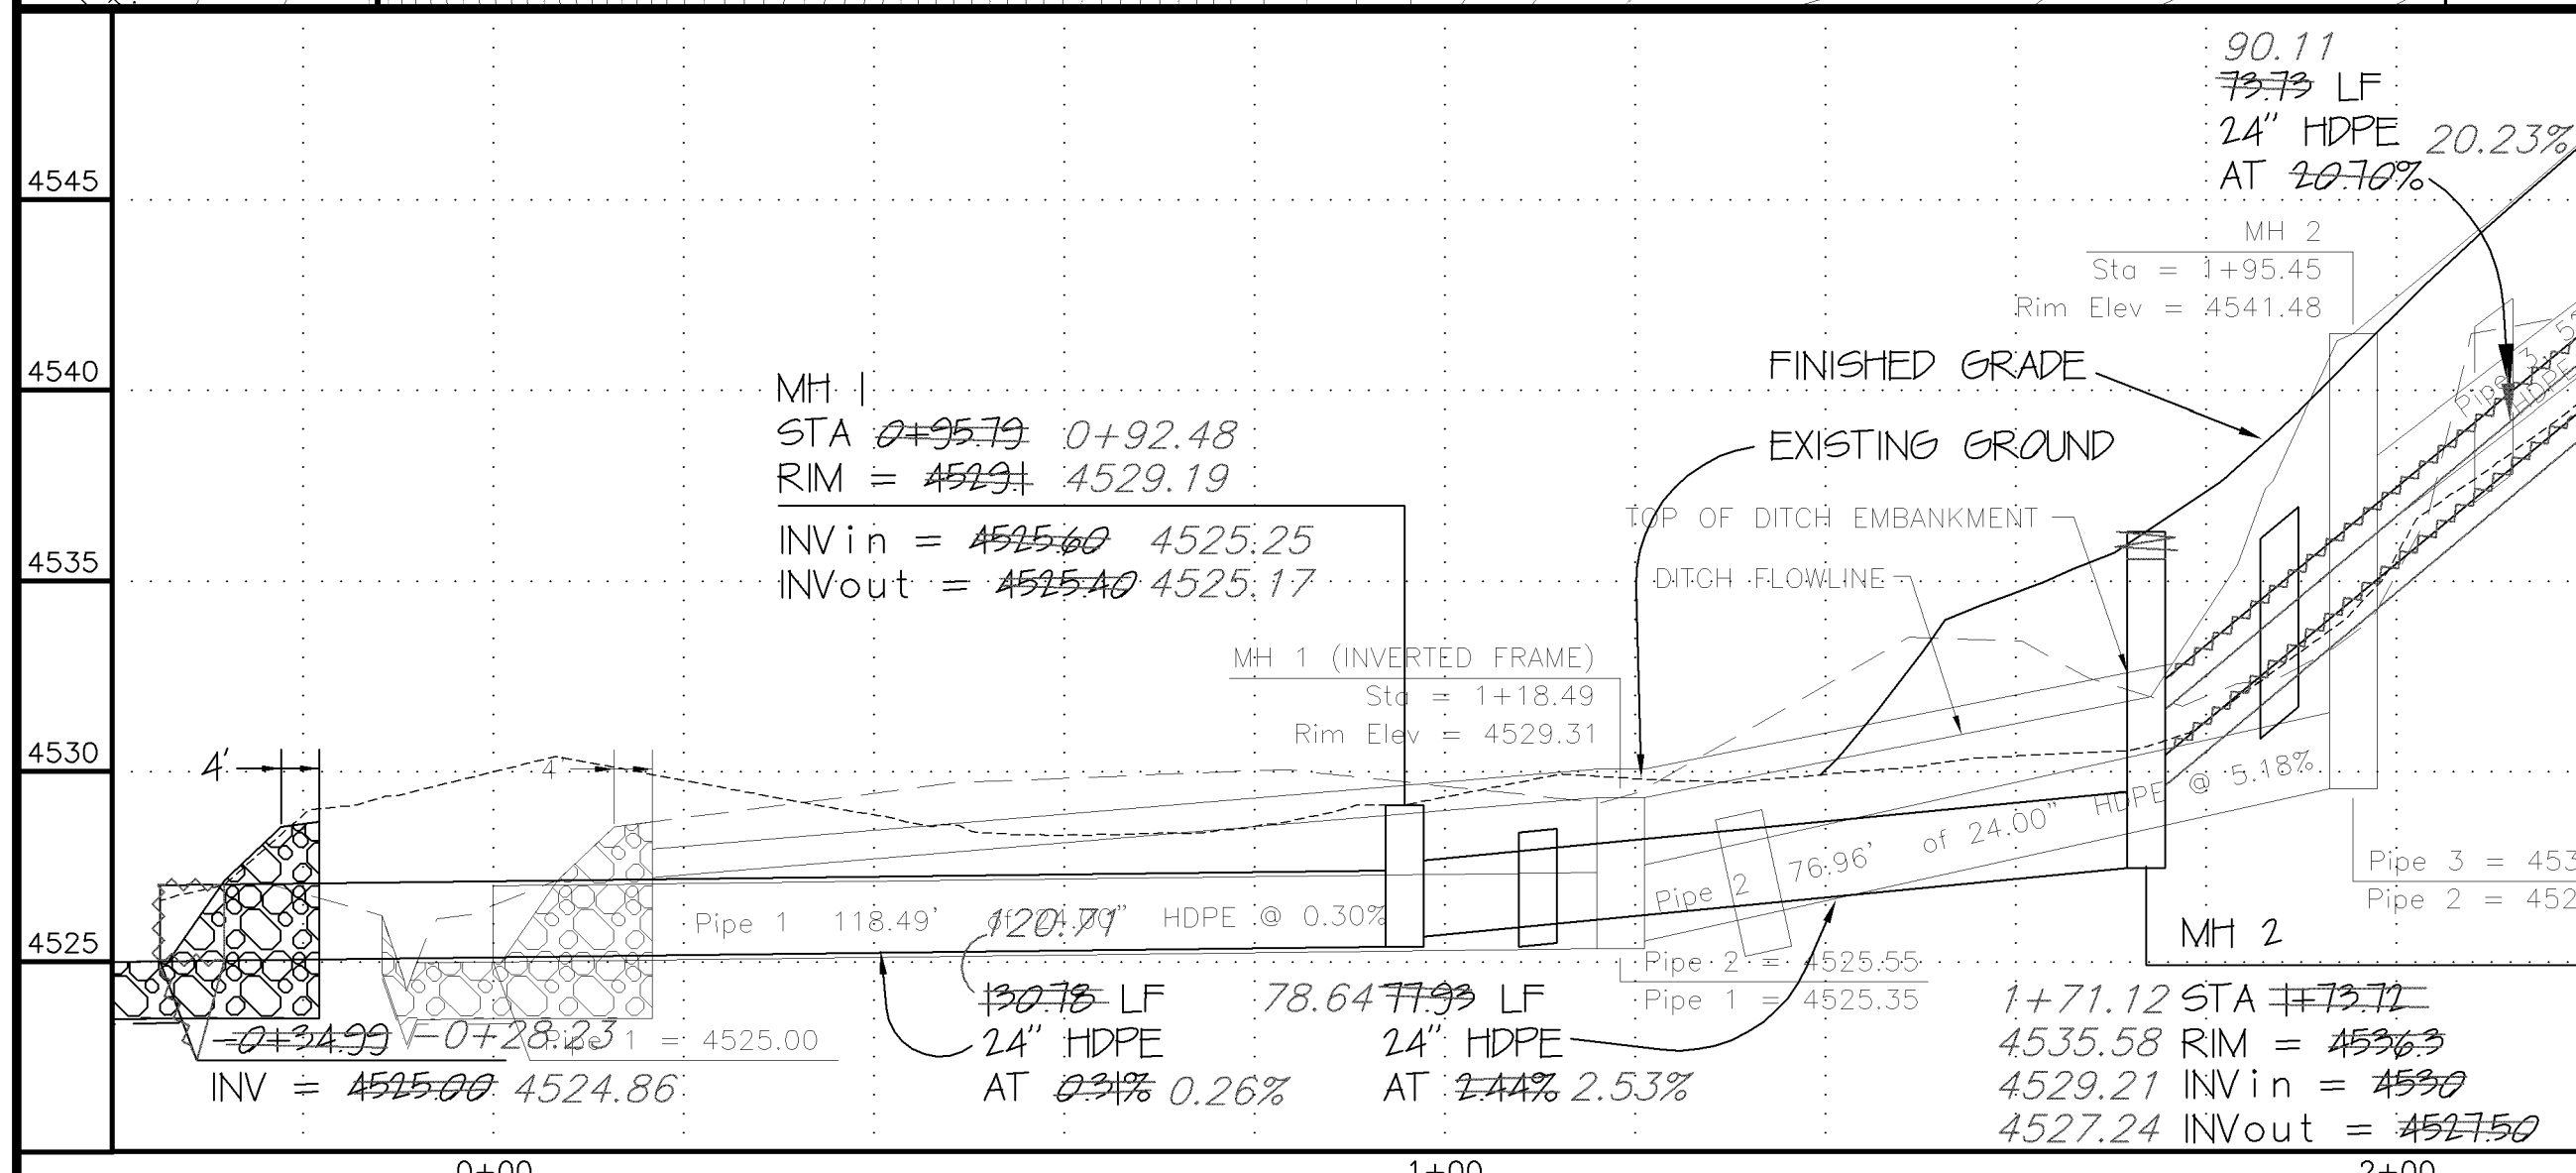 90.11
73.73 LF
24" HDPE 20.23%
AT 20.70%
4545
MH 2
Sta = 1+95.45
Rim Elev = 4541.48
FINISHED GRADE
4540
MH 1
STA 0+95.79 0+92.48
RIM = 4529.1 4529.19
EXISTING GROUND
TOP OF DITCH EMBANKMENT
INVin = 4525.60 4525.25
INVout = 4525.40 4525.17
4535
DITCH FLOWLINE
MH 1 (INVERTED FRAME)
Sta = 1+18.49
Rim Elev = 4529.31
4530
4'
4'
Pipe 3
HDPE
Pipe 2 76.96' of 24.00" HDPE @ 5.18%
Pipe 3 = 453
Pipe 2 = 452
Pipe 1 118.49' of 24.00" HDPE @ 0.30%
120.71
4525
Pipe 2 = 4525.55
Pipe 1 = 4525.35
MH 2
130.78 LF
24" HDPE
AT 0.31% 0.26%
78.64 77.93 LF
24" HDPE
AT 2.44% 2.53%
1+71.12 STA 1+73.72
4535.58 RIM = 4536.3
4529.21 INVin = 4530
4527.24 INVout = 4527.50
-0+34.99 -0+28.23
Pipe 1 = 4525.00
INV = 4525.00 4524.86
0+00
1+00
2+00